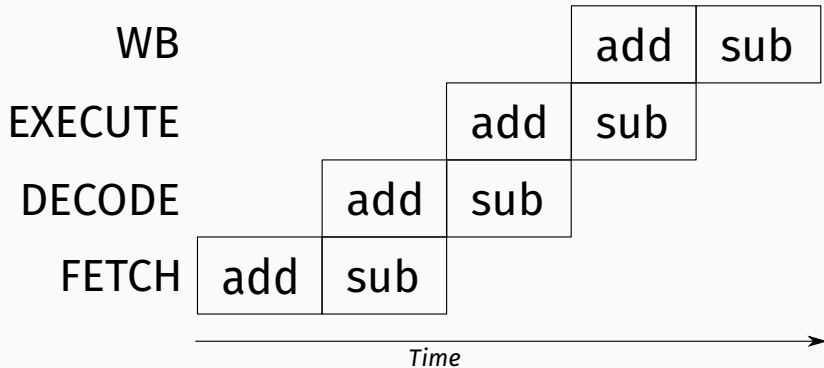 WB add sub
EXECUTE add sub
DECODE add sub
FETCH add sub
Time